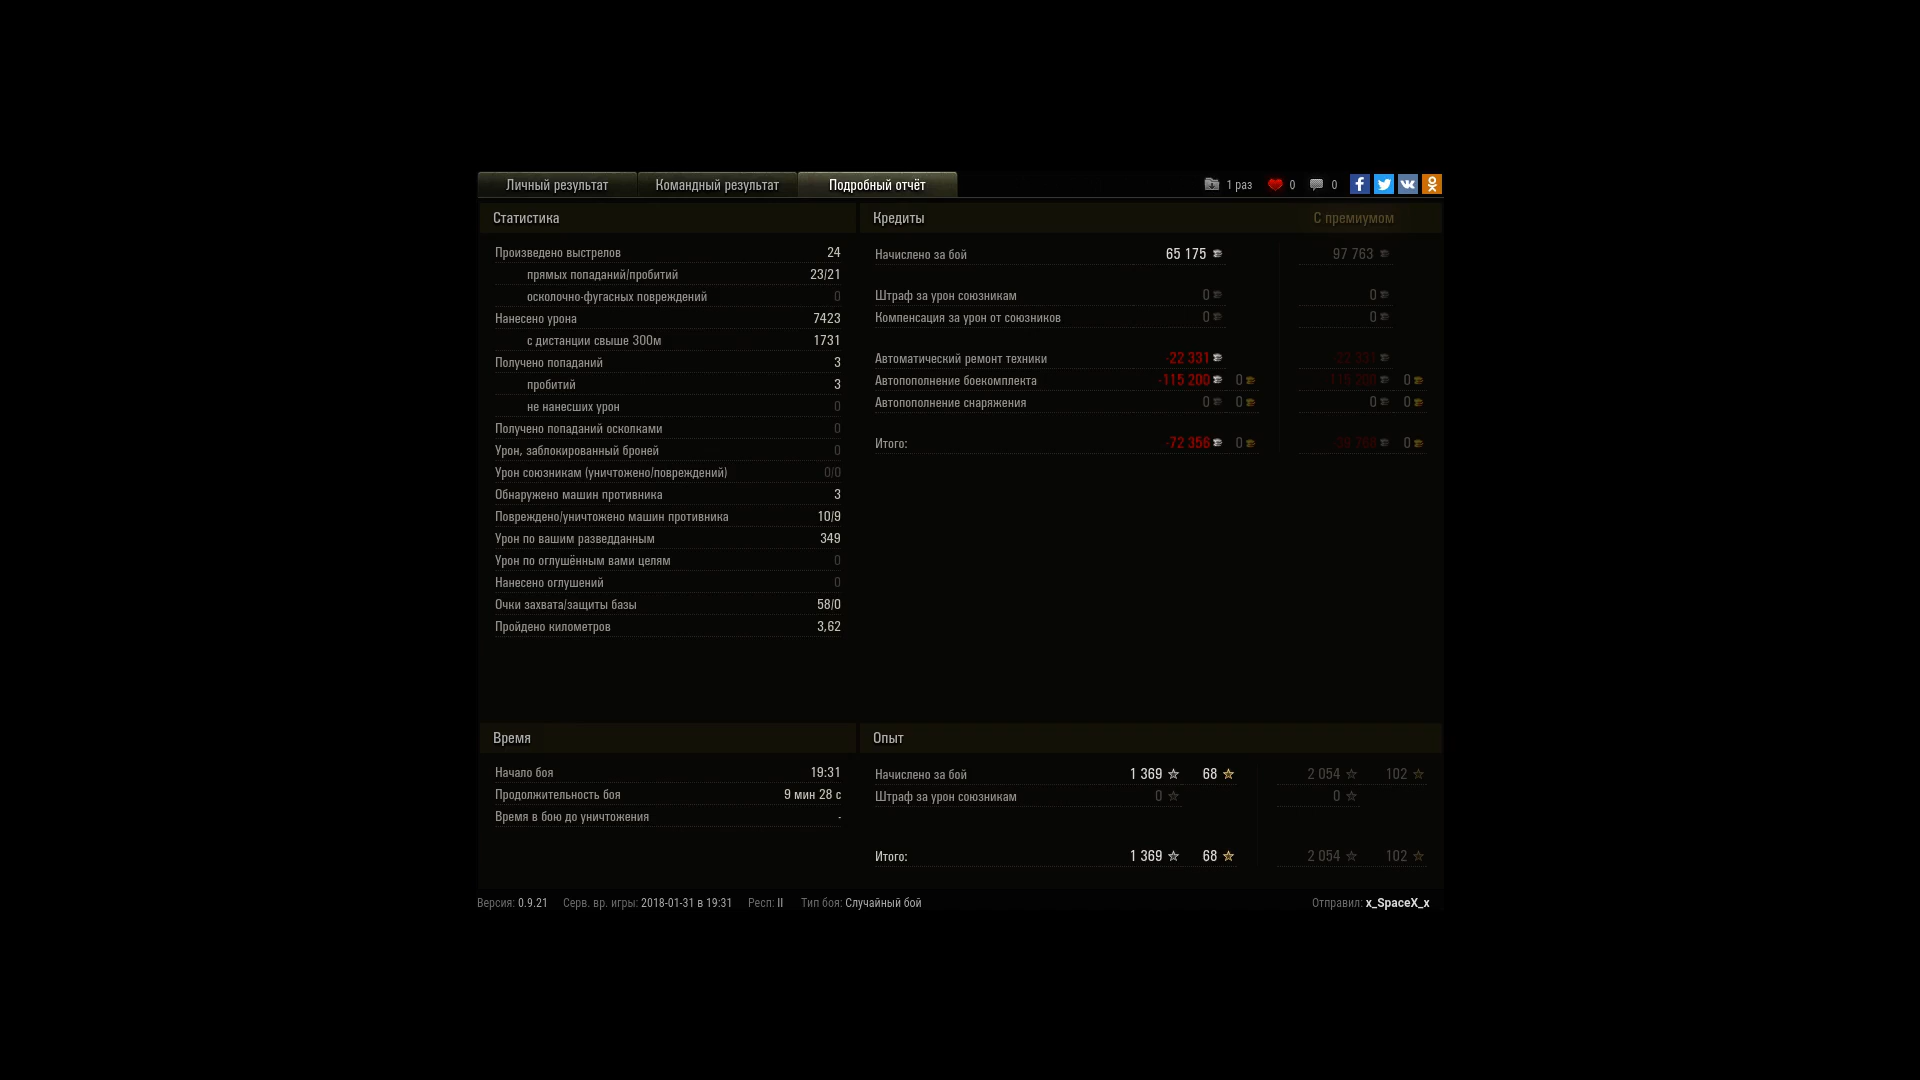 Личный результат Командный результат Подробный отчёт 1 раз 0 0
Статистика
Произведено выстрелов 24
прямых попаданий/пробитий 23/21
осколочно-фугасных повреждений 0
Нанесено урона 7423
с дистанции свыше 300м 1731
Получено попаданий 3
пробитий 3
не нанесших урон 0
Получено попаданий осколками 0
Урон, заблокированный броней 0
Урон союзникам (уничтожено/повреждений) 0/0
Обнаружено машин противника 3
Повреждено/уничтожено машин противника 10/9
Урон по вашим разведданным 349
Урон по оглушённым вами целям 0
Нанесено оглушений 0
Очки захвата/защиты базы 58/0
Пройдено километров 3,62
Кредиты С премиумом
Начислено за бой 65 175 97 763
Штраф за урон союзникам 0 0
Компенсация за урон от союзников 0 0
Автоматический ремонт техники -22 331 -22 331
Автопополнение боекомплекта -115 200 0 -115 200 0
Автопополнение снаряжения 0 0 0 0
Итого: -72 356 0 -39 768 0
Время
Начало боя 19:31
Продолжительность боя 9 мин 28 с
Время в бою до уничтожения -
Опыт
Начислено за бой 1 369 68 2 054 102
Штраф за урон союзникам 0 0
Итого: 1 369 68 2 054 102
Версия: 0.9.21 Серв. вр. игры: 2018-01-31 в 19:31 Респ: II Тип боя: Случайный бой Отправил: x_SpaceX_x